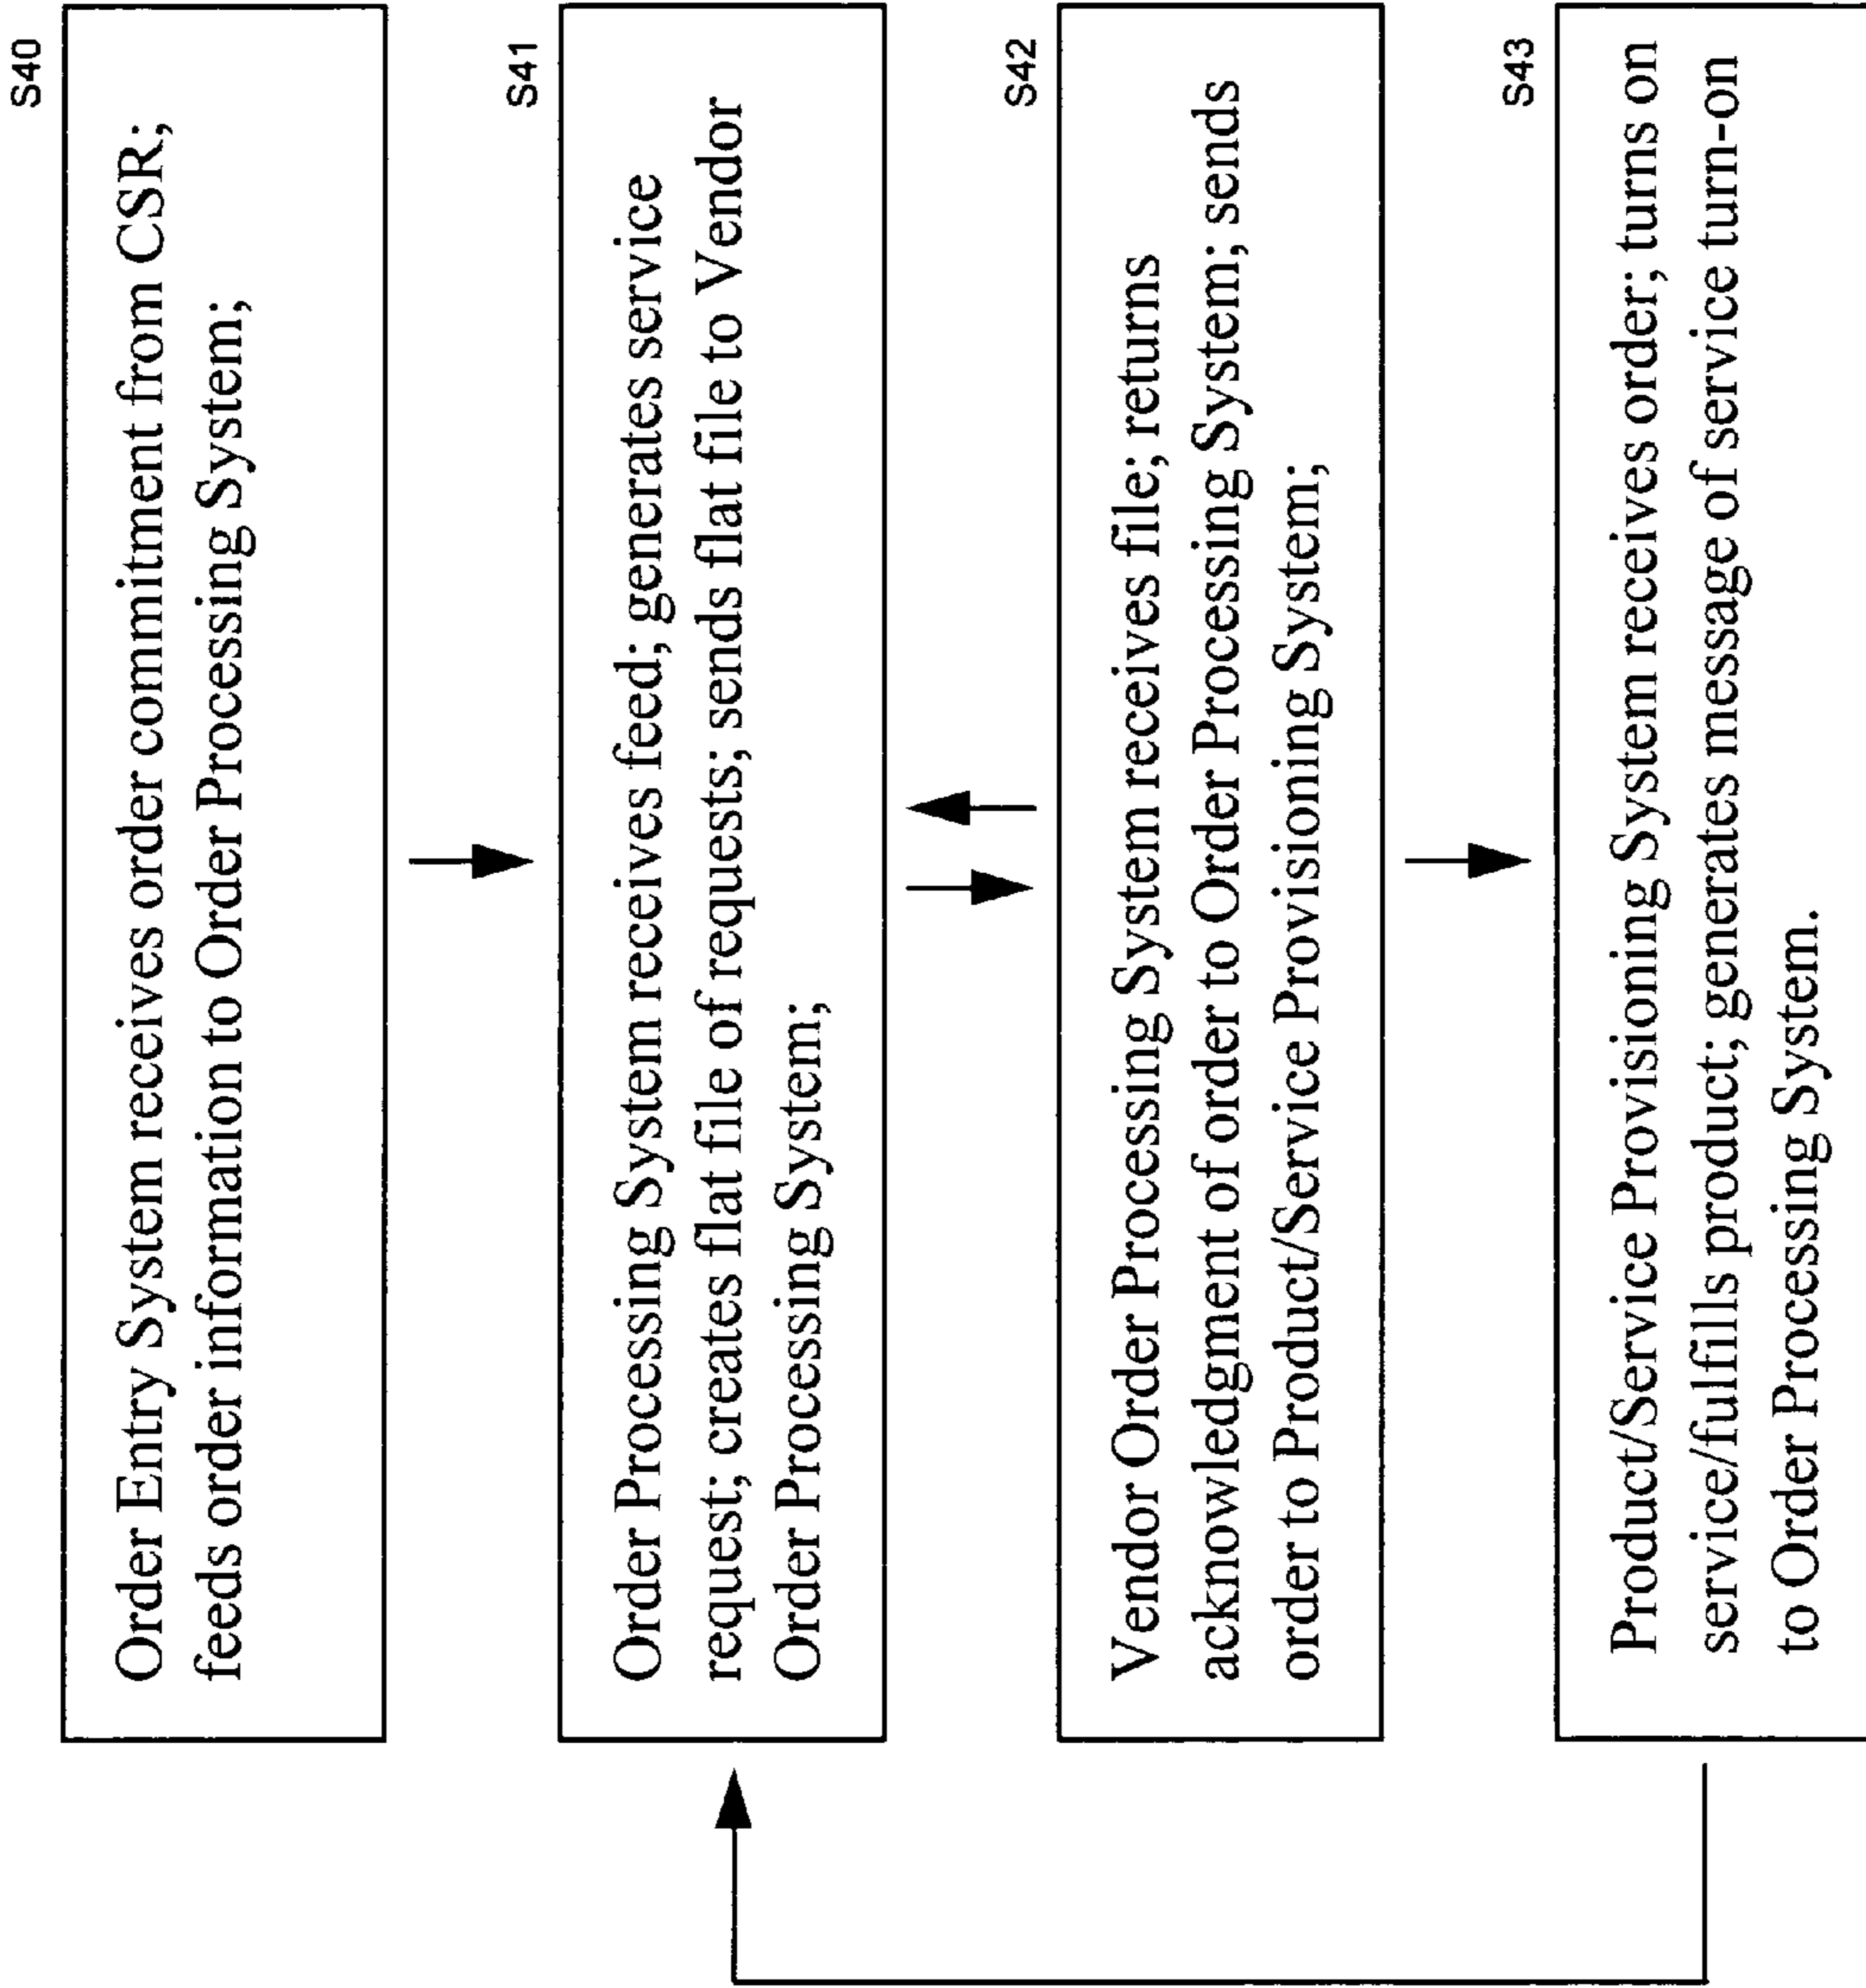 S40
Order Entry System receives order commitment from CSR;
feeds order information to Order Processing System;
S41
Order Processing System receives feed; generates service
request; creates flat file of requests; sends flat file to Vendor
Order Processing System;
S42
Vendor Order Processing System receives file; returns
acknowledgment of order to Order Processing System; sends
order to Product/Service Provisioning System;
S43
Product/Service Provisioning System receives order; turns on
service/fulfills product; generates message of service turn-on
to Order Processing System.